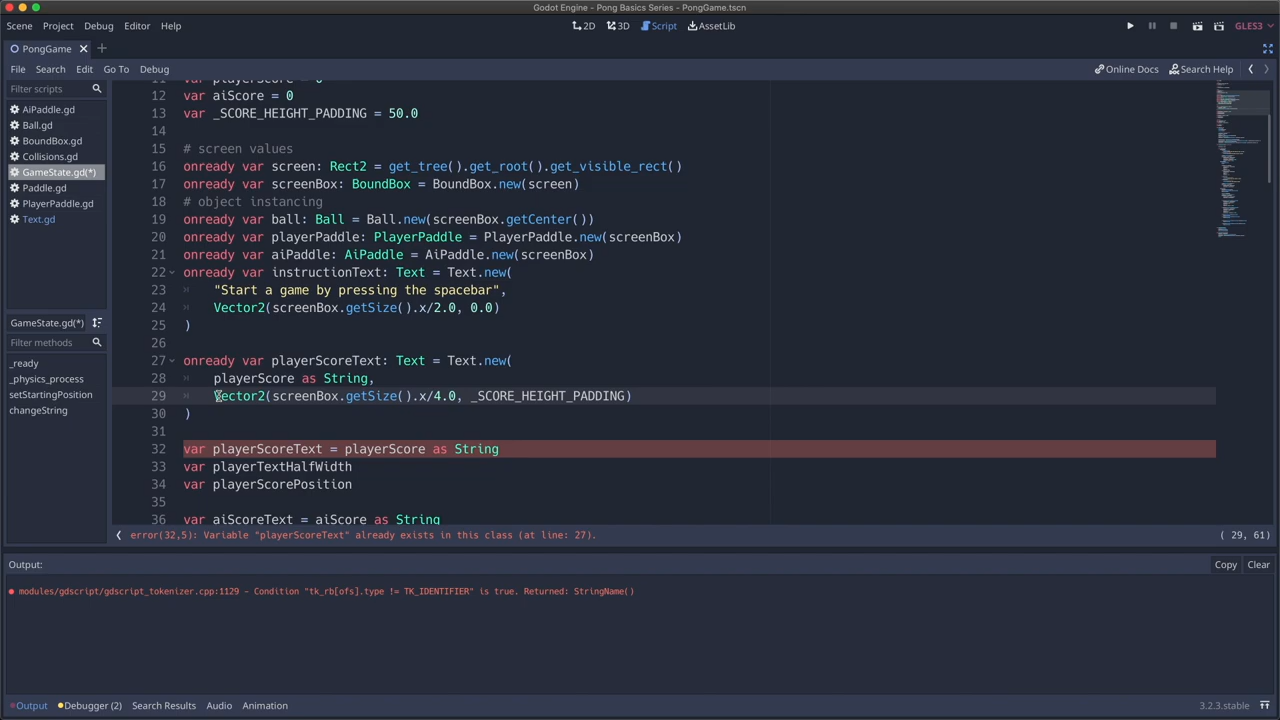 Godot Engine - Pong Basics Series - PongGame.tscn
Scene Project Debug Editor Help 2D 3D Script AssetLib GLES3
PongGame
File Search Edit Go To Debug Online Docs Search Help
Filter scripts
AiPaddle.gd
Ball.gd
BoundBox.gd
Collisions.gd
GameState.gd(*)
Paddle.gd
PlayerPaddle.gd
Text.gd
GameState.gd(*)
Filter methods
_ready
_physics_process
setStartingPosition
changeString
11 var playerScore = 0
12 var aiScore = 0
13 var _SCORE_HEIGHT_PADDING = 50.0
14
15 # screen values
16 onready var screen: Rect2 = get_tree().get_root().get_visible_rect()
17 onready var screenBox: BoundBox = BoundBox.new(screen)
18 # object instancing
19 onready var ball: Ball = Ball.new(screenBox.getCenter())
20 onready var playerPaddle: PlayerPaddle = PlayerPaddle.new(screenBox)
21 onready var aiPaddle: AiPaddle = AiPaddle.new(screenBox)
22 onready var instructionText: Text = Text.new(
23 "Start a game by pressing the spacebar",
24 Vector2(screenBox.getSize().x/2.0, 0.0)
25 )
26
27 onready var playerScoreText: Text = Text.new(
28 playerScore as String,
29 Vector2(screenBox.getSize().x/4.0, _SCORE_HEIGHT_PADDING)
30 )
31
32 var playerScoreText = playerScore as String
33 var playerTextHalfWidth
34 var playerScorePosition
35
36 var aiScoreText = aiScore as String
error(32,5): Variable "playerScoreText" already exists in this class (at line: 27). ( 29, 61)
Output: Copy Clear
modules/gdscript/gdscript_tokenizer.cpp:1129 - Condition "tk_rb[ofs].type != TK_IDENTIFIER" is true. Returned: StringName()
Output Debugger (2) Search Results Audio Animation 3.2.3.stable